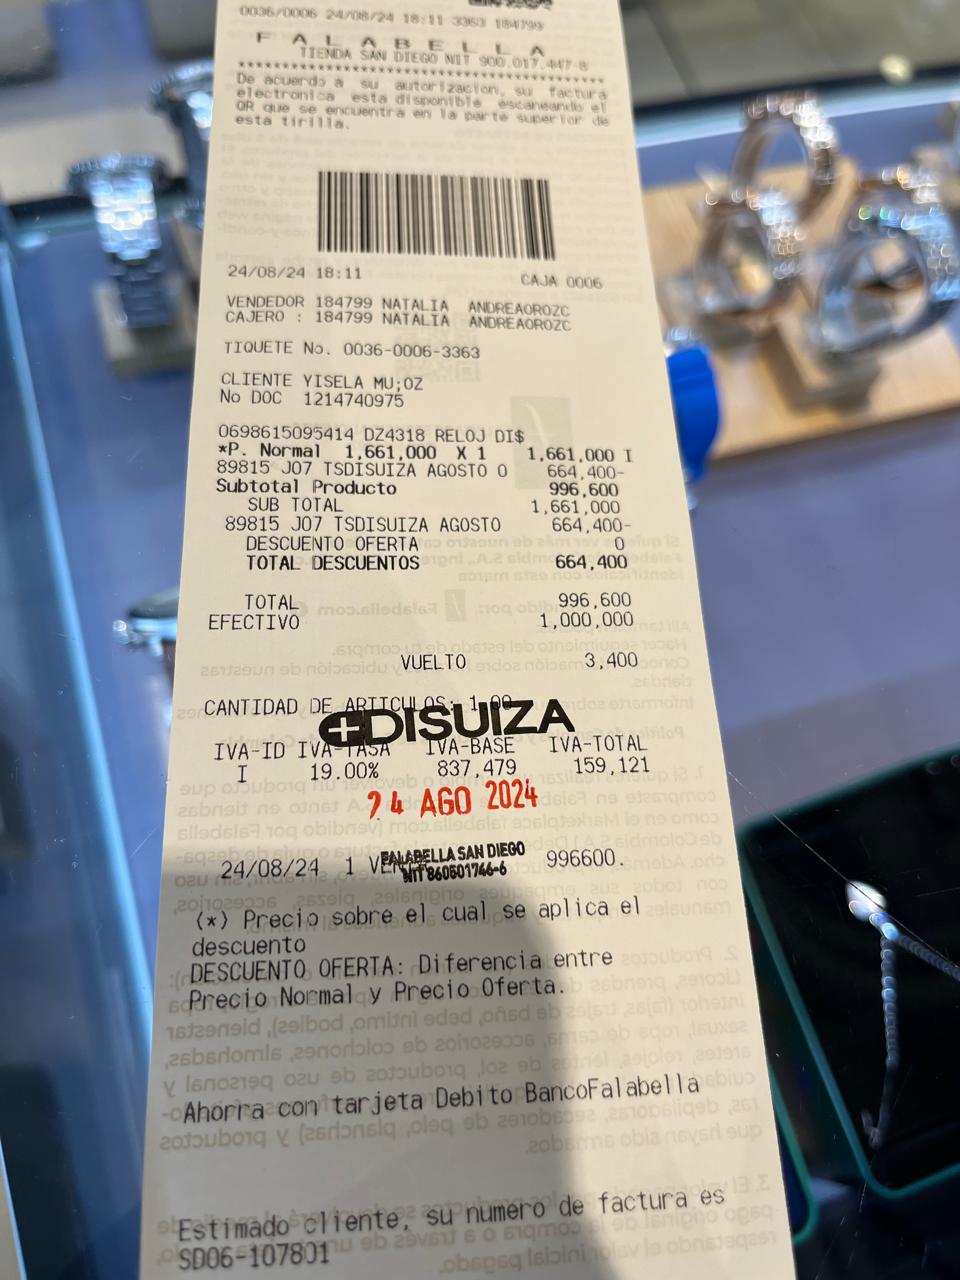 0036/0006 24/08/24 18:11 3363 184799
F A L A B E L L A
TIENDA SAN DIEGO NIT 900.017.447-8
************************************************
De acuerdo a su autorizacion, su factura
electronica esta disponible escaneando el
QR que se encuentra en la parte superior de
esta tirilla.
24/08/24 18:11 CAJA 0006
VENDEDOR 184799 NATALIA ANDREAOROZC
CAJERO : 184799 NATALIA ANDREAOROZC
TIQUETE No. 0036-0006-3363
CLIENTE YISELA MU;OZ
No DOC 1214740975
0698615095414 DZ4318 RELOJ DI$
*P. Normal 1,661,000 X 1 1,661,000 I
89815 J07 TSDISUIZA AGOSTO 0 664,400-
Subtotal Producto 996,600
SUB TOTAL 1,661,000
89815 J07 TSDISUIZA AGOSTO 664,400-
DESCUENTO OFERTA 0
TOTAL DESCUENTOS 664,400
TOTAL 996,600
EFECTIVO 1,000,000
VUELTO 3,400
CANTIDAD DE ARTICULOS: 1.00
DISUIZA
IVA-ID IVA-TASA IVA-BASE IVA-TOTAL
I 19.00% 837,479 159,121
24 AGO 2024
FALABELLA SAN DIEGO
24/08/24 1 996600.
NIT 860501766-6
(*) Precio sobre el cual se aplica el
descuento
DESCUENTO OFERTA: Diferencia entre
Precio Normal y Precio Oferta.
Ahorra con tarjeta Debito BancoFalabella
Estimado cliente, su numero de factura es
SD06-107801